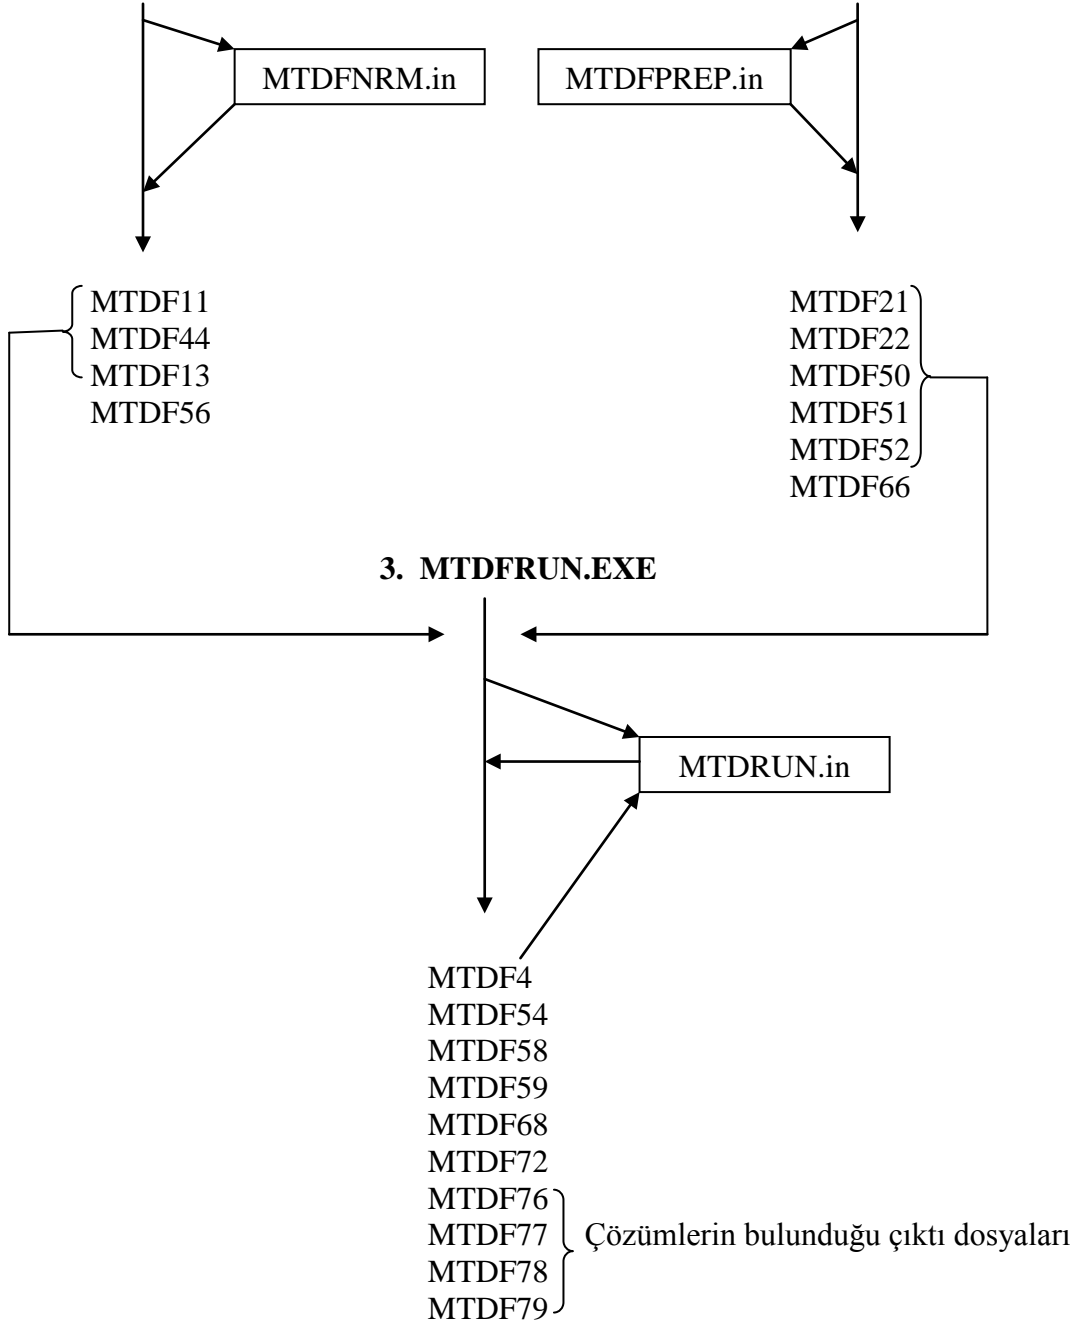 MTDFNRM.in
MTDFPREP.in
MTDF11
MTDF44
MTDF13
MTDF56
MTDF21
MTDF22
MTDF50
MTDF51
MTDF52
MTDF66
3. MTDFRUN.EXE
MTDRUN.in
MTDF4
MTDF54
MTDF58
MTDF59
MTDF68
MTDF72
MTDF76
MTDF77
MTDF78
MTDF79
Çözümlerin bulunduğu çıktı dosyaları